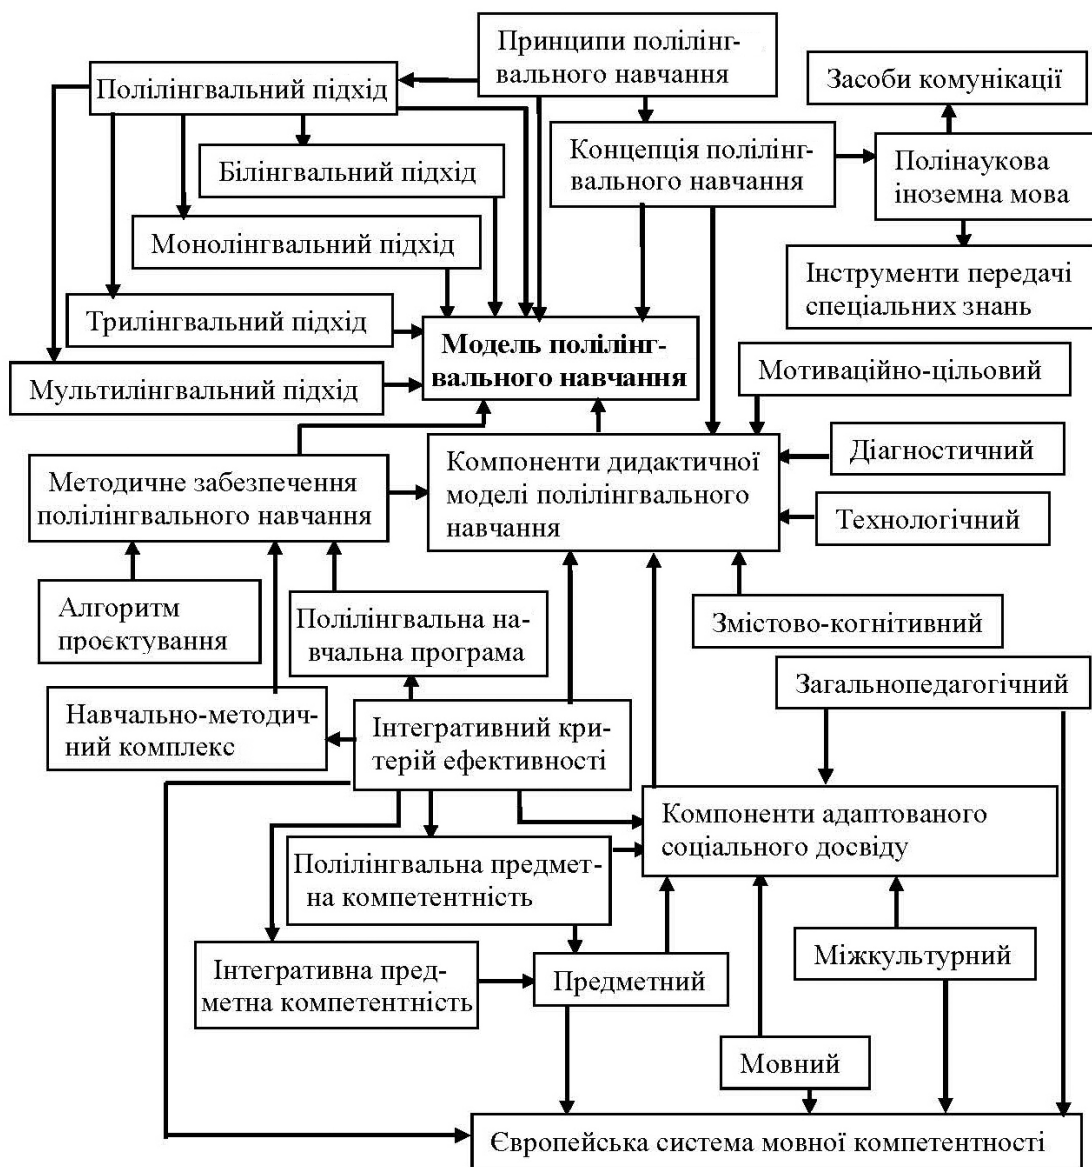 Принципи полілінг-
вального навчання
Полілінгвальний підхід
Засоби комунікації
Білінгвальний підхід
Концепція полілінг-
вального навчання
Полінаукова
іноземна мова
Монолінгвальний підхід
Інструменти передачі
спеціальних знань
Трилінгвальний підхід
Модель полілінг-
вального навчання
Мультилінгвальний підхід
Мотиваційно-цільовий
Методичне забезпечення
полілінгвального навчання
Компоненти дидактичної
моделі полілінгвального
навчання
Діагностичний
Технологічний
Алгоритм
проєктування
Полілінгвальна на-
вчальна програма
Змістово-когнітивний
Загальнопедагогічний
Навчально-методич-
ний комплекс
Інтегративний кри-
терій ефективності
Компоненти адаптованого
соціального досвіду
Полілінгвальна предмет-
на компетентність
Інтегративна пред-
метна компетентність
Предметний
Міжкультурний
Мовний
Європейська система мовної компетентності